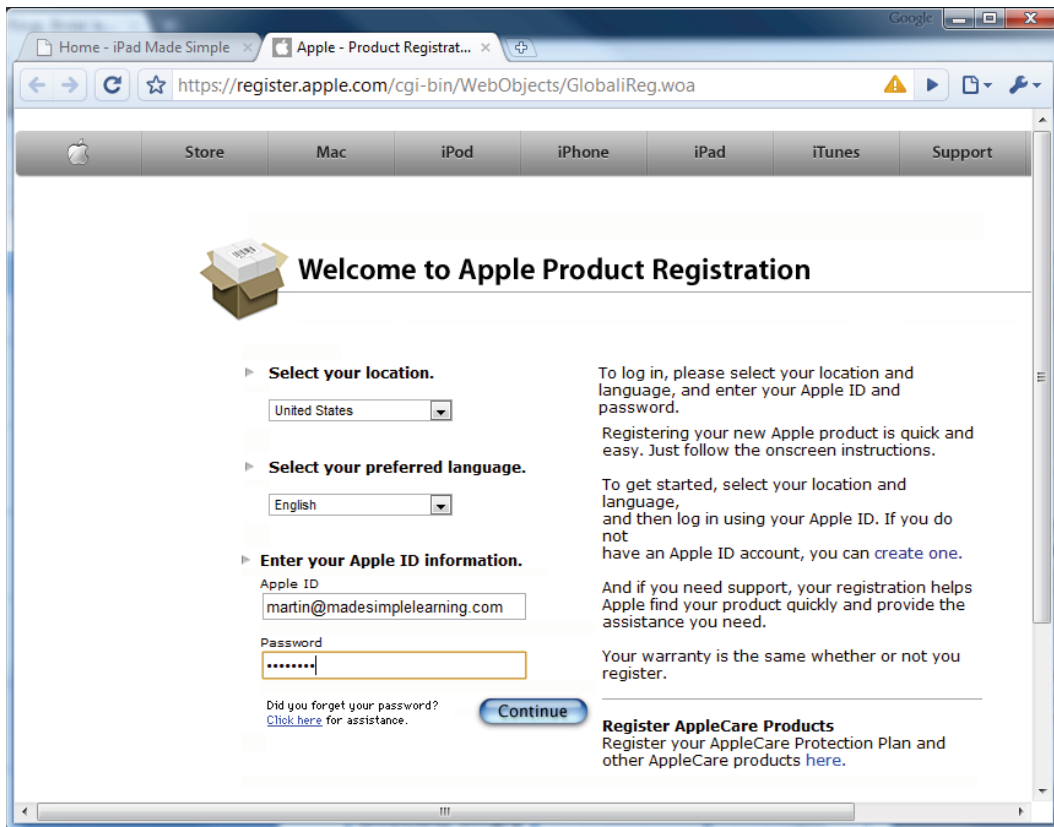 Google
Home - iPad Made Simple
Apple - Product Registrat...
https://register.apple.com/cgi-bin/WebObjects/GlobaliReg.woa
Store Mac iPod iPhone iPad iTunes Support
Welcome to Apple Product Registration
Select your location.
United States
Select your preferred language.
English
Enter your Apple ID information.
Apple ID
martin@madesimplelearning.com
Password
••••••••
Did you forget your password?
Click here for assistance.
Continue
To log in, please select your location and
language, and enter your Apple ID and
password.
Registering your new Apple product is quick and
easy. Just follow the onscreen instructions.
To get started, select your location and
language,
and then log in using your Apple ID. If you do
not
have an Apple ID account, you can create one.
And if you need support, your registration helps
Apple find your product quickly and provide the
assistance you need.
Your warranty is the same whether or not you
register.
Register AppleCare Products
Register your AppleCare Protection Plan and
other AppleCare products here.